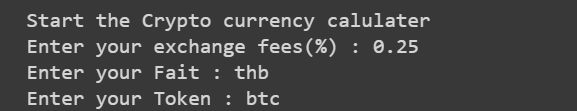 Start the Crypto currency calulater
Enter your exchange fees(%) : 0.25
Enter your Fait : thb
Enter your Token : btc